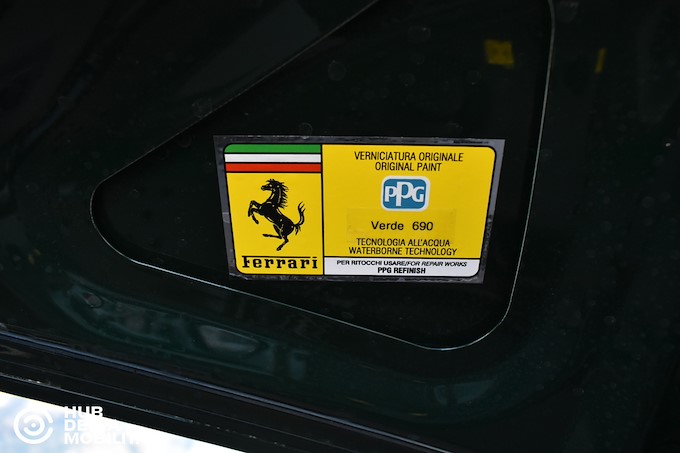 VERNICIATURA ORIGINALE
ORIGINAL PAINT
PPG
Verde 690
TECNOLOGIA ALL'ACQUA
WATERBORNE TECHNOLOGY
Ferrari
PER RITOCCHI USARE/FOR REPAIR WORKS
PPG REFINISH
HUB